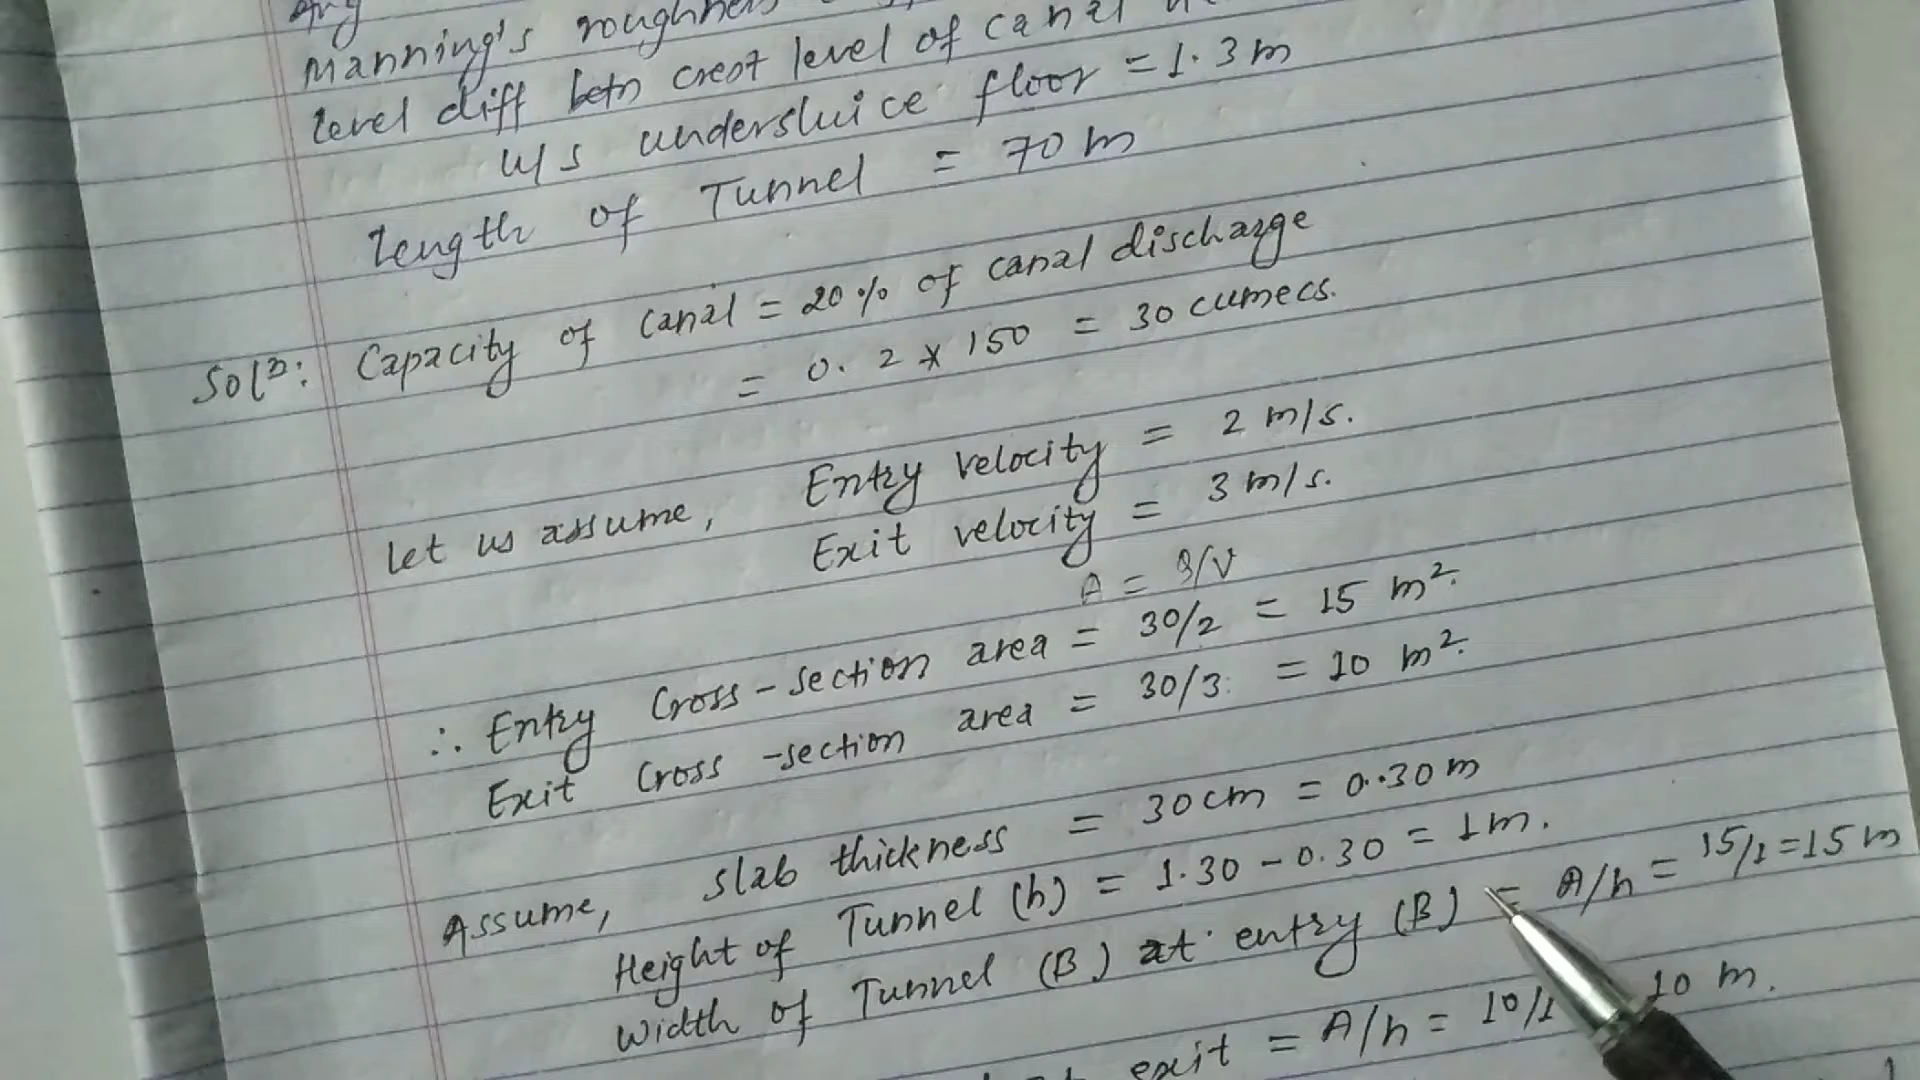 Manning's roughness
level diff betn crest level of canal
u/s undersluice floor = 1.3 m
length of Tunnel = 70 m
Solⁿ: Capacity of canal = 20% of canal discharge
= 0.2 * 150 = 30 cumecs.
let us assume, Entry velocity = 2 m/s.
Exit velocity = 3 m/s.
A = Q/V
∴ Entry Cross-section area = 30/2 = 15 m².
Exit Cross-section area = 30/3 = 10 m².
Assume, slab thickness = 30 cm = 0.30 m
Height of Tunnel (h) = 1.30 - 0.30 = 1 m.
Width of Tunnel (B) at entry (B) = A/h = 15/1 = 15 m
exit = A/h = 10/1 10 m.